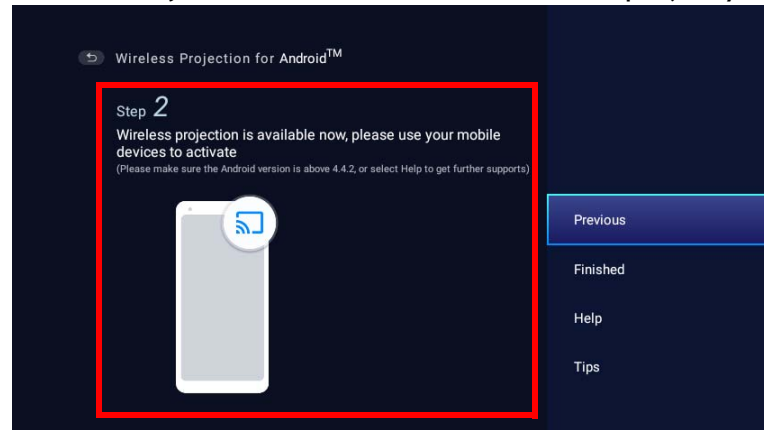 Wireless Projection for Android™
Step 2
Wireless projection is available now, please use your mobile
devices to activate
(Please make sure the Android version is above 4.4.2, or select Help to get further supports)
Previous
Finished
Help
Tips